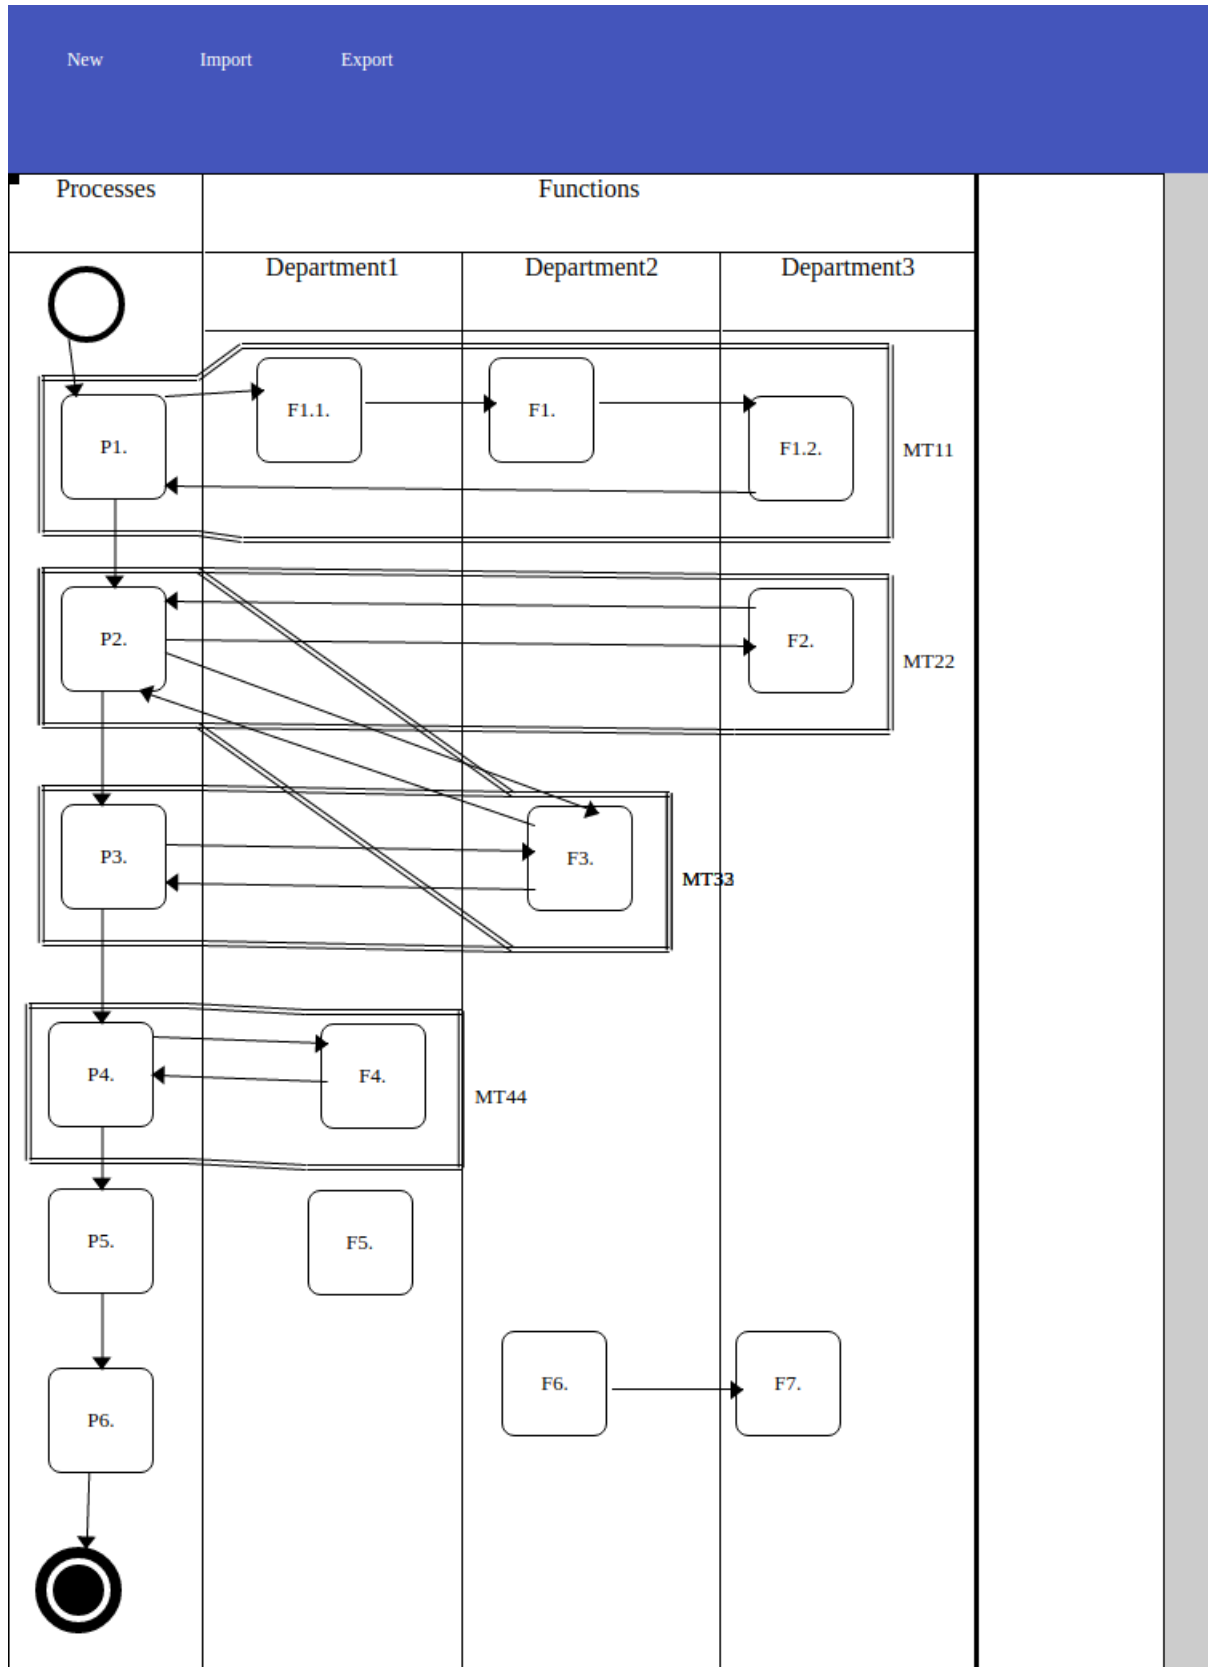 New Import Export
Processes Functions
Department1 Department2 Department3
F1.1. F1.
P1. F1.2. MT11
P2. F2.
MT22
P3. F3.
P4. F4.
MT44
P5. F5.
F6. F7.
P6.